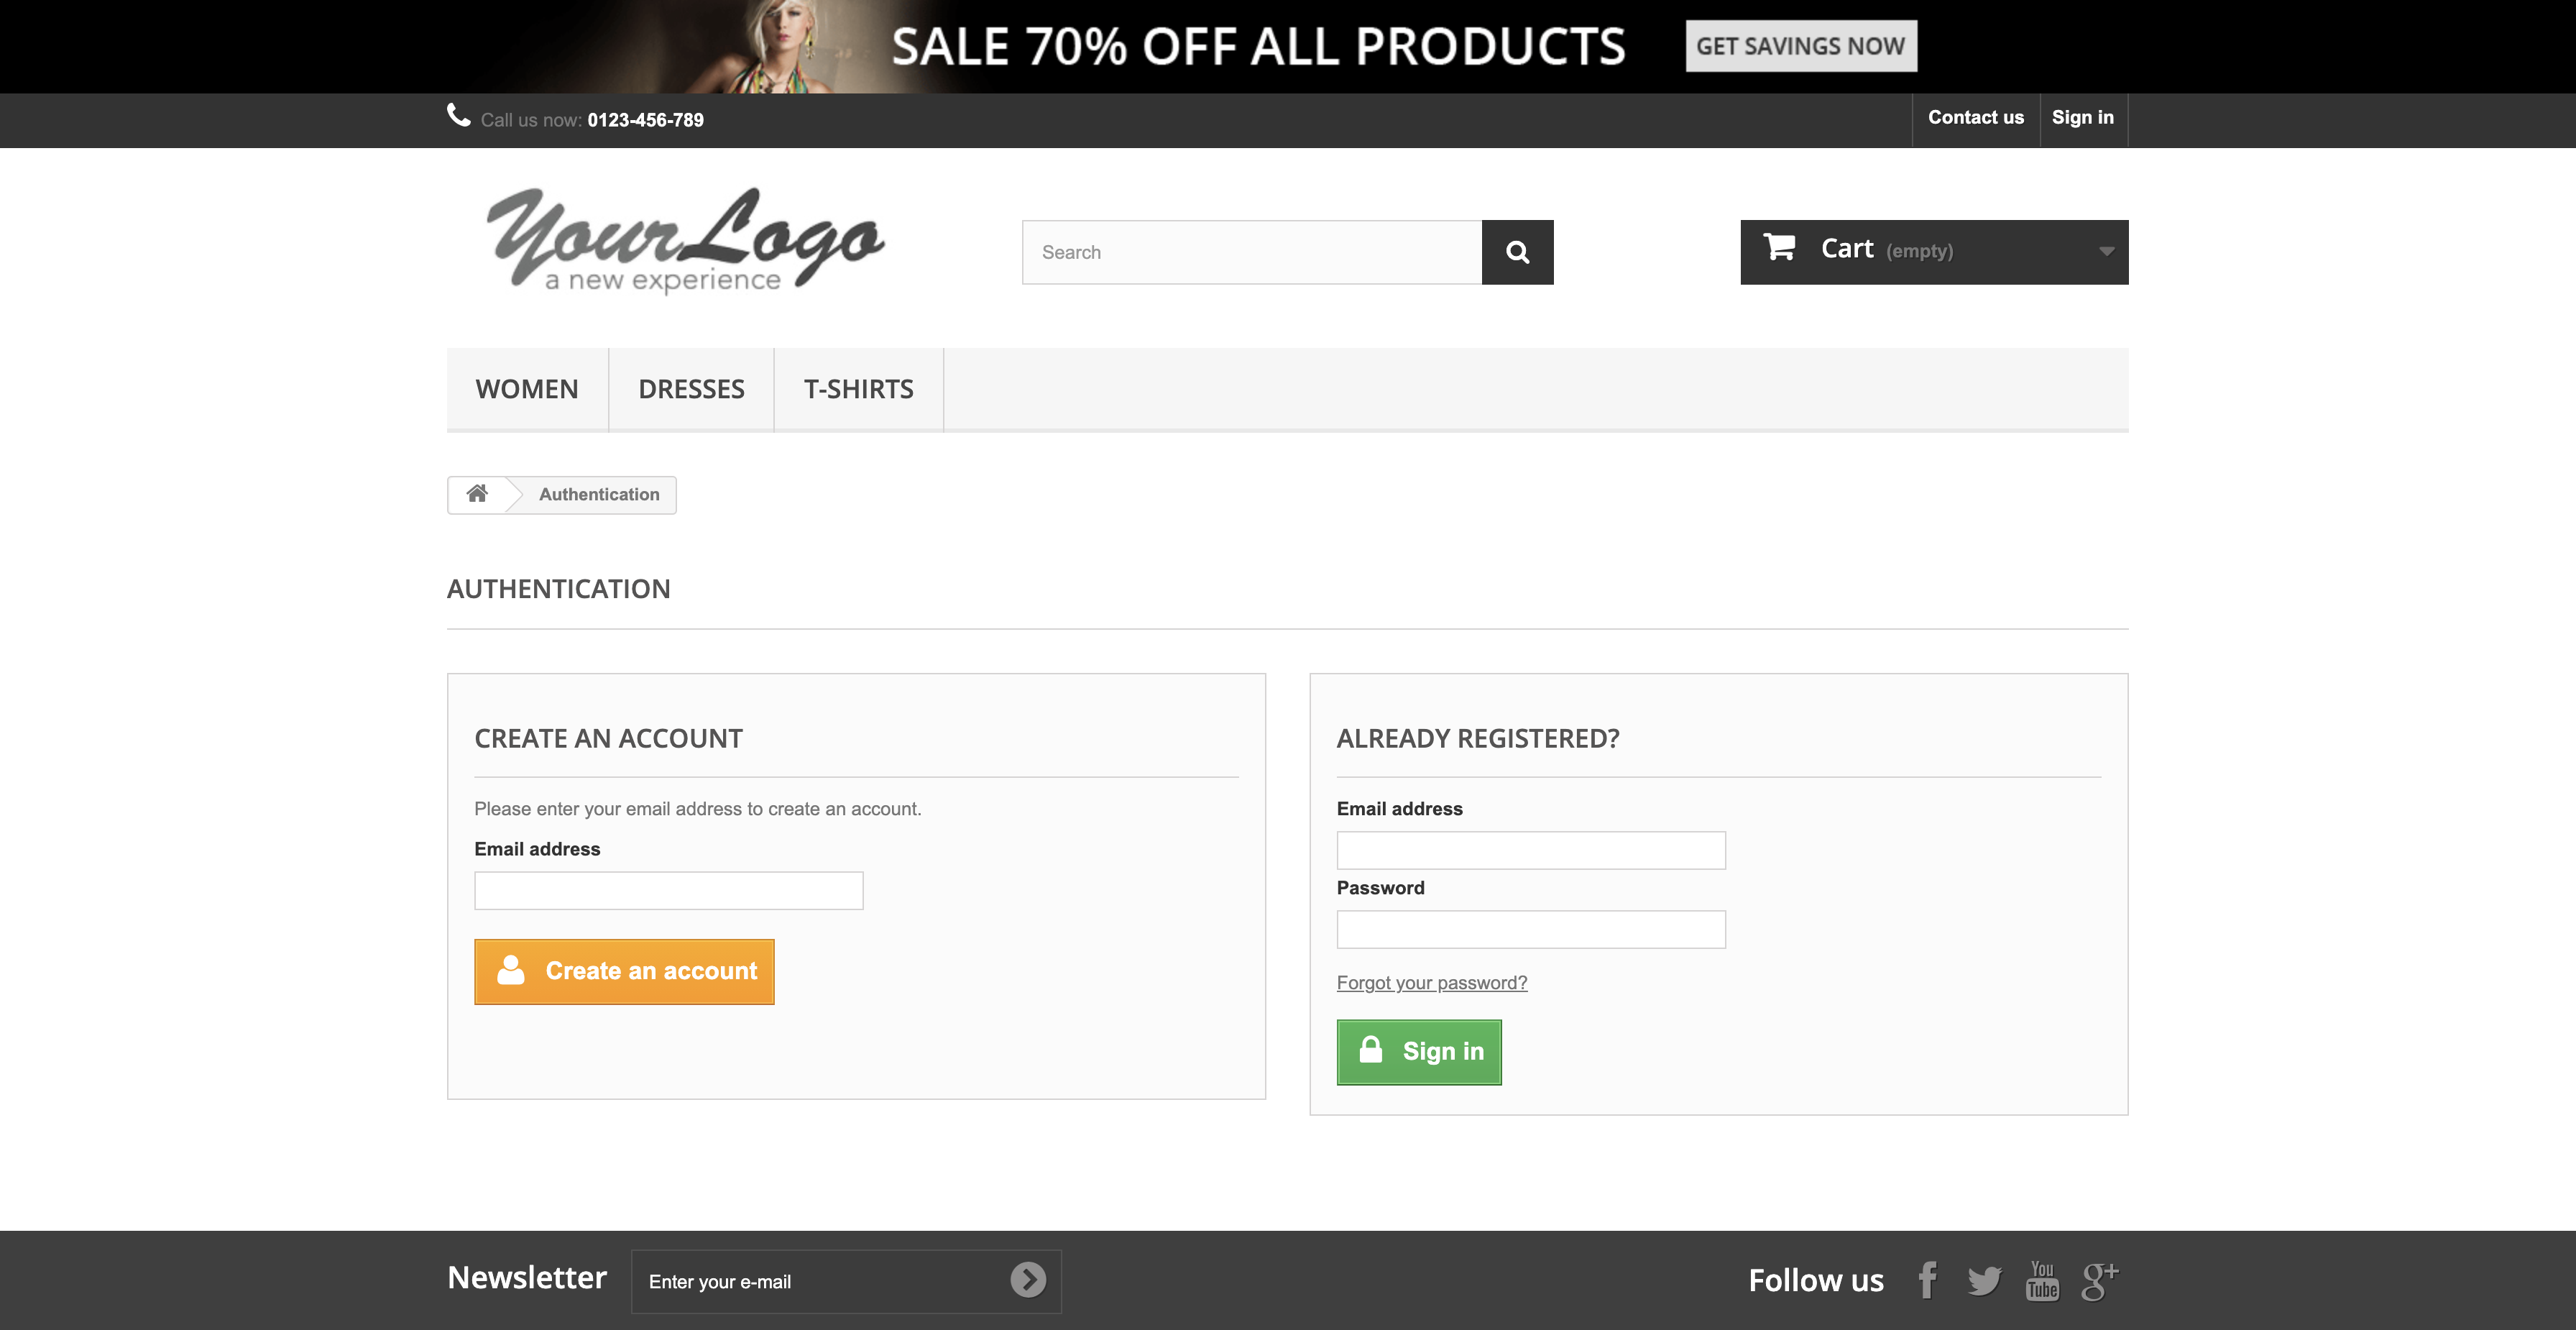 SALE 70% OFF ALL PRODUCTS
GET SAVINGS NOW
Call us now: 0123-456-789
Contact us
Sign in
Your Logo
a new experience
Search
Cart (empty)
WOMEN
DRESSES
T-SHIRTS
Authentication
AUTHENTICATION
CREATE AN ACCOUNT
Please enter your email address to create an account.
Email address
Create an account
ALREADY REGISTERED?
Email address
Password
Forgot your password?
Sign in
Newsletter
Enter your e-mail
Follow us
f
You
Tube
g+